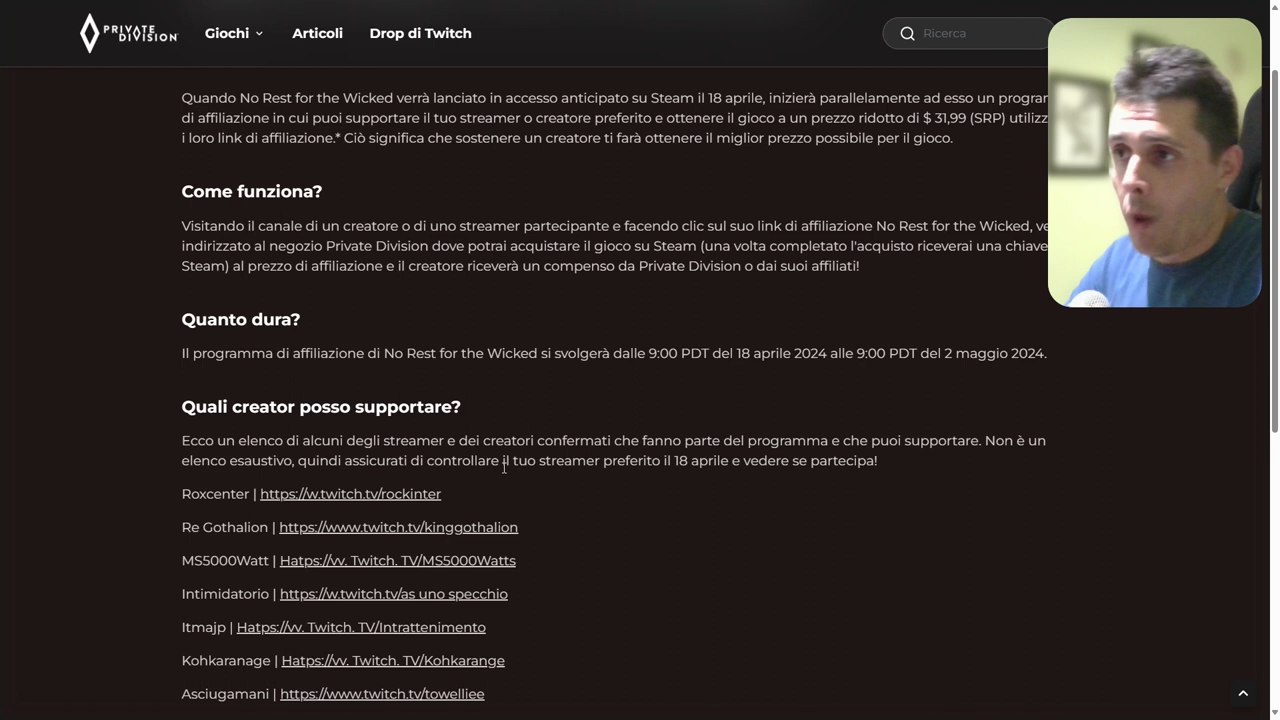 PRIVATE DIVISION
Giochi
Articoli
Drop di Twitch
Ricerca
Quando No Rest for the Wicked verrà lanciato in accesso anticipato su Steam il 18 aprile, inizierà parallelamente ad esso un
di affiliazione in cui puoi supportare il tuo streamer o creatore preferito e ottenere il gioco a un prezzo ridotto di $ 31,99 (SRP)
i loro link di affiliazione.* Ciò significa che sostenere un creatore ti farà ottenere il miglior prezzo possibile per il gioco.
Come funziona?
Visitando il canale di un creatore o di uno streamer partecipante e facendo clic sul suo link di affiliazione No Rest for the Wicked,
indirizzato al negozio Private Division dove potrai acquistare il gioco su Steam (una volta completato l'acquisto riceverai una chiave
Steam) al prezzo di affiliazione e il creatore riceverà un compenso da Private Division o dai suoi affiliati!
Quanto dura?
Il programma di affiliazione di No Rest for the Wicked si svolgerà dalle 9:00 PDT del 18 aprile 2024 alle 9:00 PDT del 2 maggio 2024.
Quali creator posso supportare?
Ecco un elenco di alcuni degli streamer e dei creatori confermati che fanno parte del programma e che puoi supportare. Non è un
elenco esaustivo, quindi assicurati di controllare il tuo streamer preferito il 18 aprile e vedere se partecipa!
Roxcenter | https://w.twitch.tv/rockinter
Re Gothalion | https://www.twitch.tv/kinggothalion
MS5000Watt | Hatps://vv. Twitch. TV/MS5000Watts
Intimidatorio | https://w.twitch.tv/as uno specchio
Itmajp | Hatps://vv. Twitch. TV/Intrattenimento
Kohkaranage | Hatps://vv. Twitch. TV/Kohkarange
Asciugamani | https://www.twitch.tv/towelliee